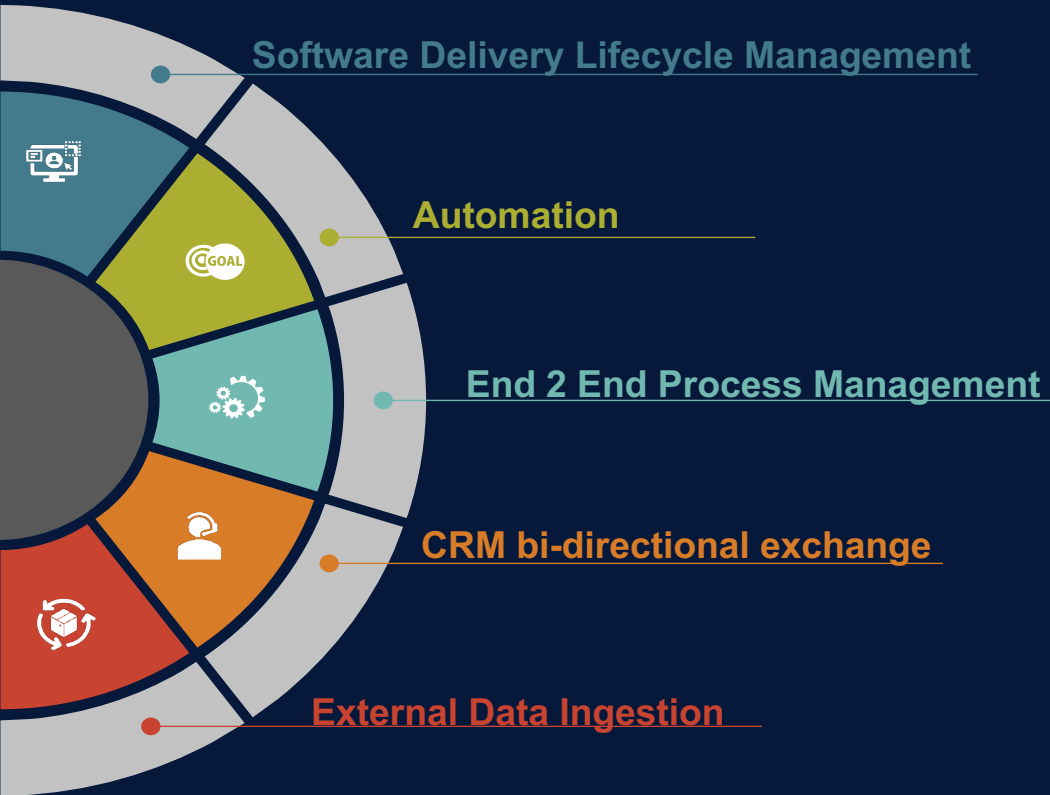 Software Delivery Lifecycle Management
Automation
GOAL
End 2 End Process Management
CRM bi-directional exchange
External Data Ingestion